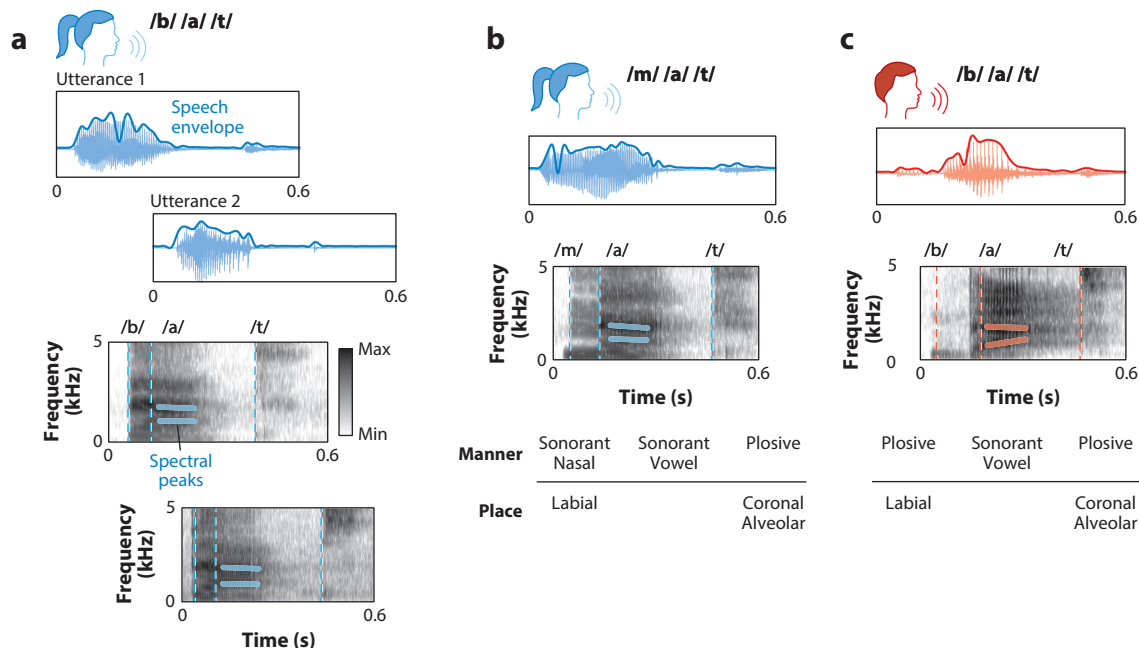 a
/b/ /a/ /t/
Utterance 1
Speech
envelope
0
0.6
Utterance 2
0
0.6
/b/
/a/
/t/
5
0
Frequency
(kHz)
0
0.6
Max
Min
Spectral
peaks
5
0
Frequency
(kHz)
0
0.6
Time (s)
b
/m/ /a/ /t/
0
0.6
/m/
/a/
/t/
5
0
Frequency
(kHz)
0
0.6
Time (s)
Manner
Sonorant
Nasal
Sonorant
Vowel
Plosive
Place
Labial
Coronal
Alveolar
c
/b/ /a/ /t/
0
0.6
/b/
/a/
/t/
5
0
Frequency
(kHz)
0
0.6
Time (s)
Plosive
Sonorant
Vowel
Plosive
Labial
Coronal
Alveolar